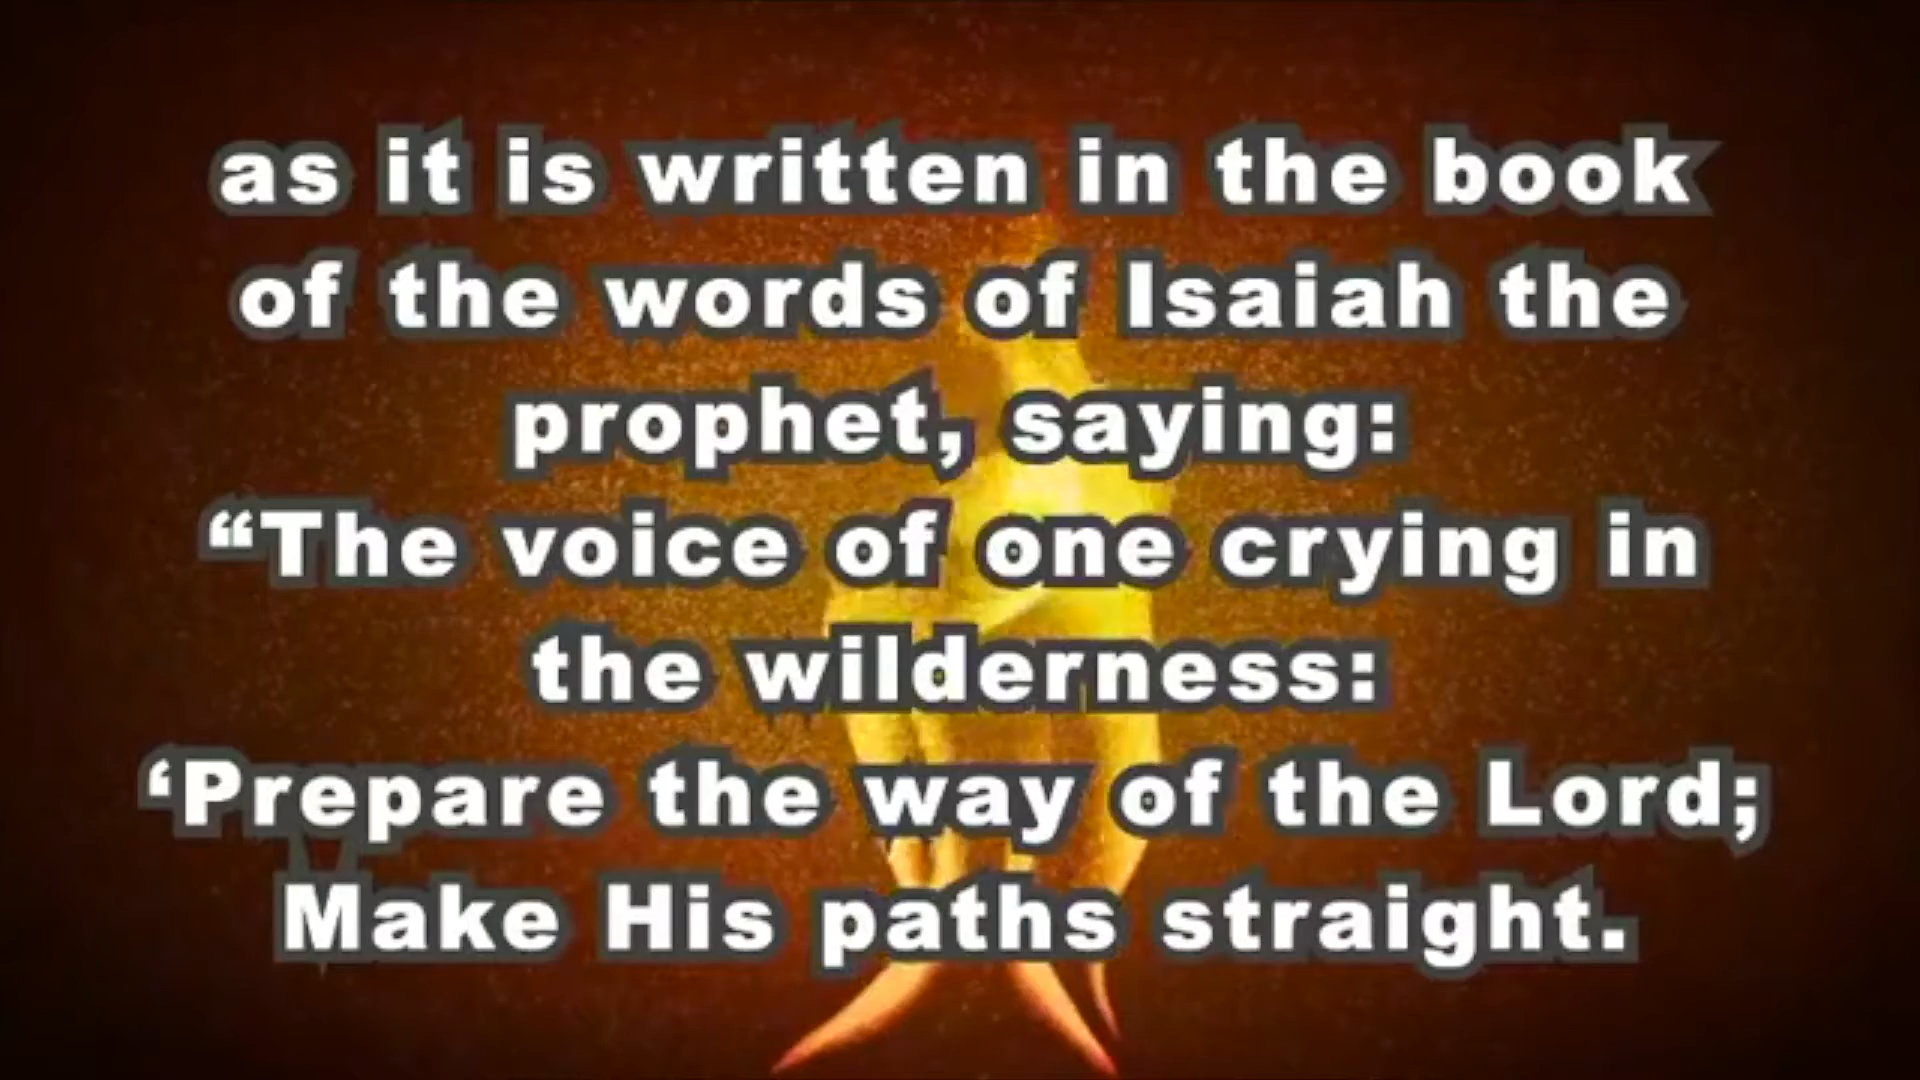 as it is written in the book
of the words of Isaiah the
prophet, saying:
“The voice of one crying in
the wilderness:
‘Prepare the way of the Lord;
Make His paths straight.